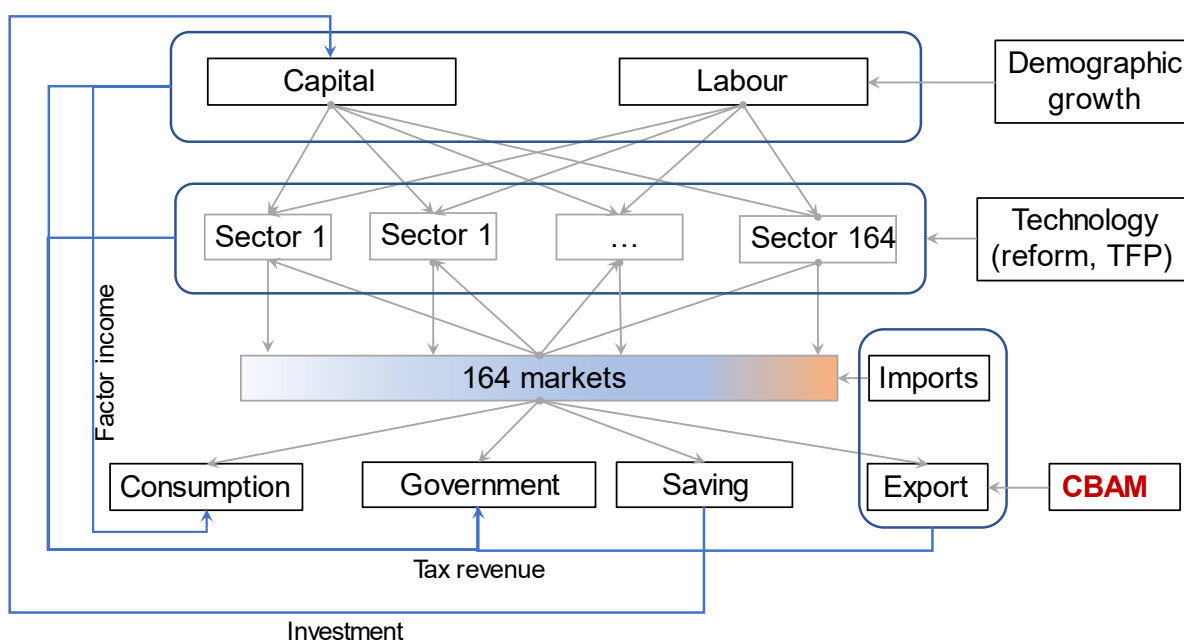 Capital
Labour
Demographic
growth
Sector 1
Sector 1
...
Sector 164
Technology
(reform, TFP)
Factor income
164 markets
Imports
Consumption
Government
Saving
Export
CBAM
Tax revenue
Investment